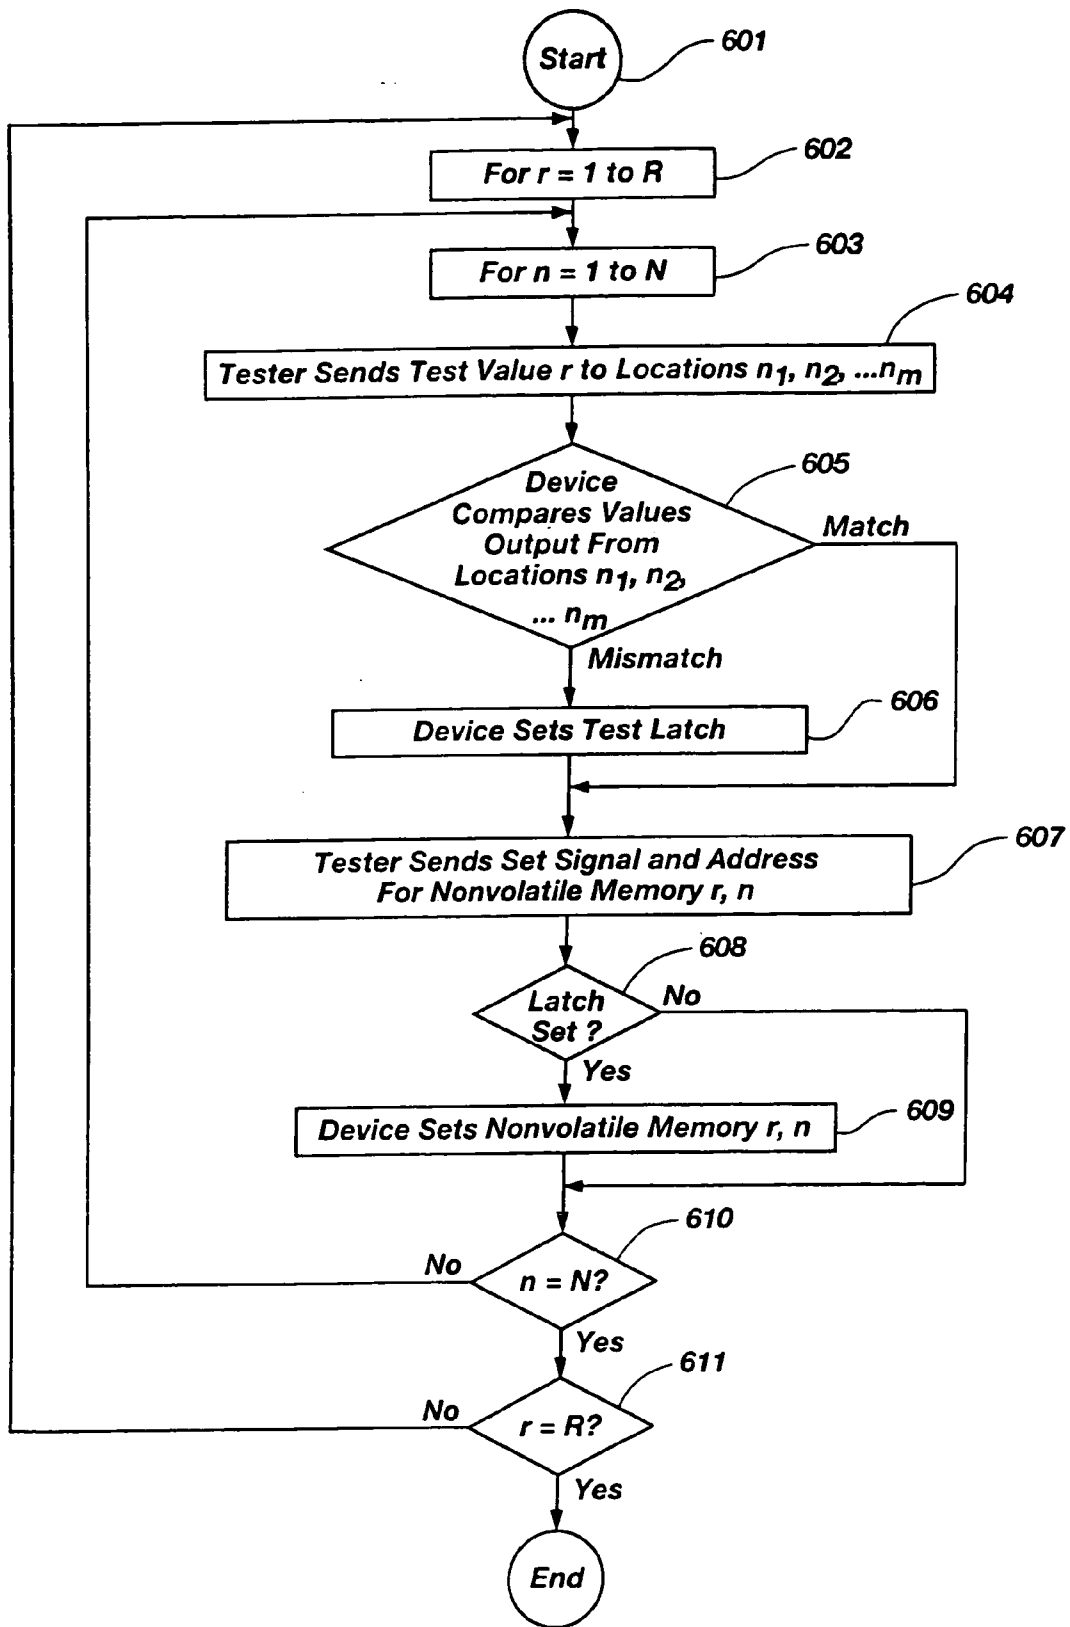 Start
601
For r = 1 to R
602
For n = 1 to N
603
604
Tester Sends Test Value r to Locations n1, n2, ...nm
605
Device
Compares Values
Output From
Locations n1, n2,
... nm
Match
Mismatch
606
Device Sets Test Latch
607
Tester Sends Set Signal and Address
For Nonvolatile Memory r, n
608
Latch
Set ?
No
Yes
609
Device Sets Nonvolatile Memory r, n
610
No
n = N?
Yes
611
No
r = R?
Yes
End